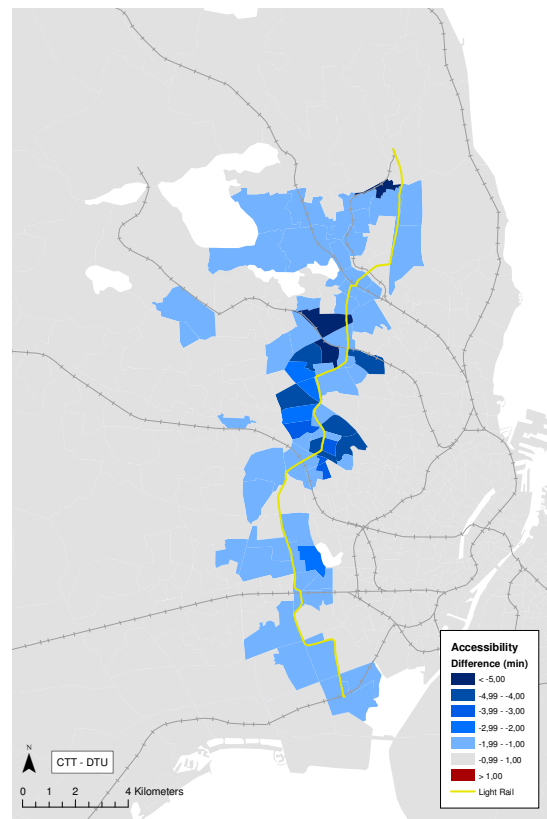 Accessibility
Difference (min)
< -5,00
-4,99 - -4,00
-3,99 - -3,00
-2,99 - -2,00
-1,99 - -1,00
-0,99 - 1,00
> 1,00
Light Rail
N
CTT - DTU
0 1 2 4 Kilometers